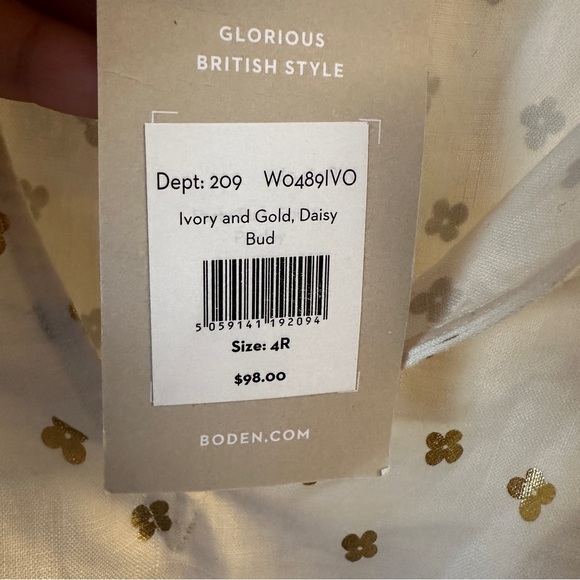 GLORIOUS
BRITISH STYLE
Dept: 209 W0489IVO
Ivory and Gold, Daisy
Bud
5 059141 192094
Size: 4R
$98.00
BODEN.COM